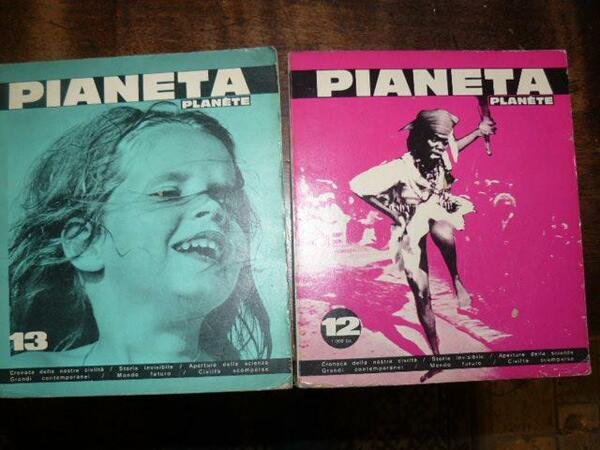 PIANETA
PLANÈTE
13
Cronaca della nostra civiltà / Storia invisibile / Aperture della scienza
Grandi contemporanei / Mondo futuro / Civiltà scomparse
PIANETA
PLANÈTE
12
Cronaca della nostra civiltà / Storia invisibile / Aperture della scienza
Grandi contemporanei / Mondo futuro / Civiltà scomparse